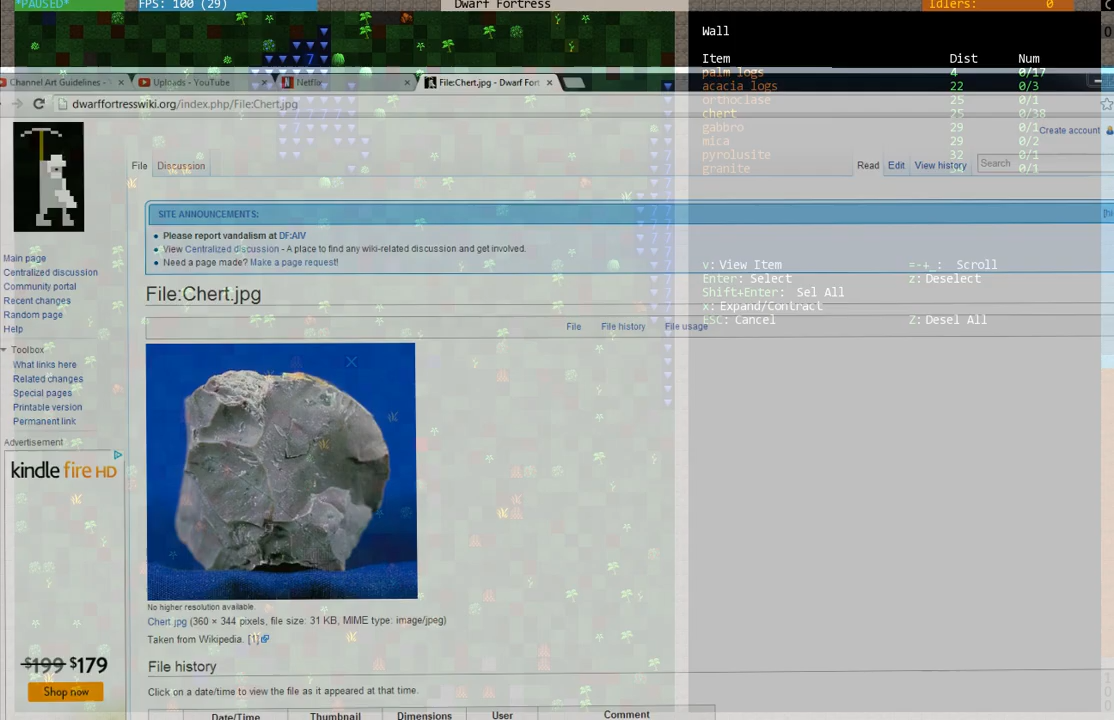 *PAUSED*
FPS: 100 (29)
Dwarf Fortress
Idlers: 0
Wall
Item Dist Num
palm logs 4 0/17
acacia logs 22 0/3
orthoclase 25 0/1
chert 25 0/38
gabbro 29 0/1
mica 29 0/2
pyrolusite 32 0/1
granite 0/1
v: View Item =-+_: Scroll
Enter: Select z: Deselect
Shift+Enter: Sel All
x: Expand/Contract
ESC: Cancel Z: Desel All
Channel Art Guidelines -
Uploads - YouTube
Netflix
File:Chert.jpg - Dwarf Fort
dwarffortresswiki.org/index.php/File:Chert.jpg
Create account
File Discussion
Read Edit View history Search
SITE ANNOUNCEMENTS:
Please report vandalism at DF:AIV
View Centralized discussion - A place to find any wiki-related discussion and get involved.
Need a page made? Make a page request!
Main page
Centralized discussion
Community portal
Recent changes
Random page
Help
Toolbox
What links here
Related changes
Special pages
Printable version
Permanent link
Advertisement
kindle fire HD
$199 $179
Shop now
File:Chert.jpg
File File history File usage
No higher resolution available.
Chert.jpg (360 × 344 pixels, file size: 31 KB, MIME type: image/jpeg)
Taken from Wikipedia. [1]
File history
Click on a date/time to view the file as it appeared at that time.
Date/Time Thumbnail Dimensions User Comment